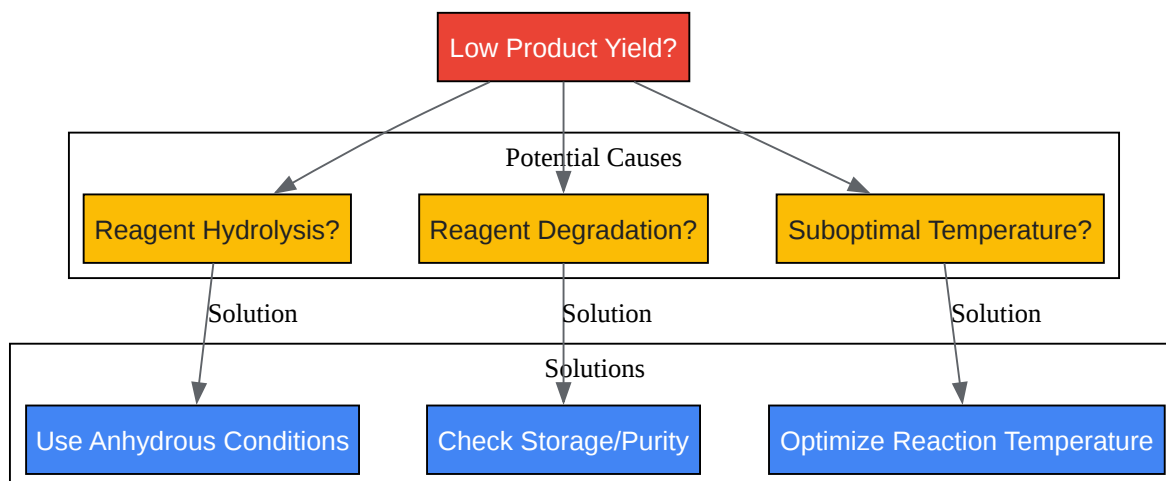 Low Product Yield?
Potential Causes
Reagent Hydrolysis?
Reagent Degradation?
Suboptimal Temperature?
Solution
Solution
Solution
Solutions
Use Anhydrous Conditions
Check Storage/Purity
Optimize Reaction Temperature